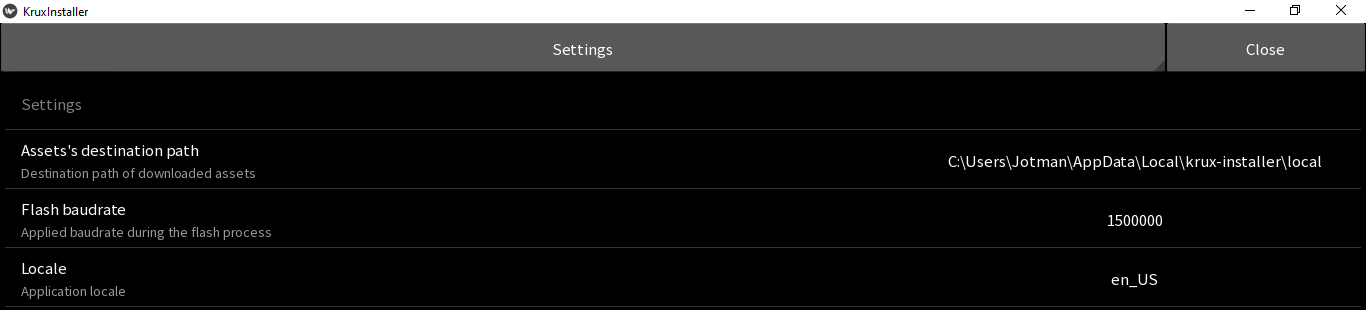 KruxInstaller
Settings
Close
Settings
Assets's destination path
Destination path of downloaded assets
C:\Users\Jotman\AppData\Local\krux-installer\local
Flash baudrate
Applied baudrate during the flash process
1500000
Locale
Application locale
en_US